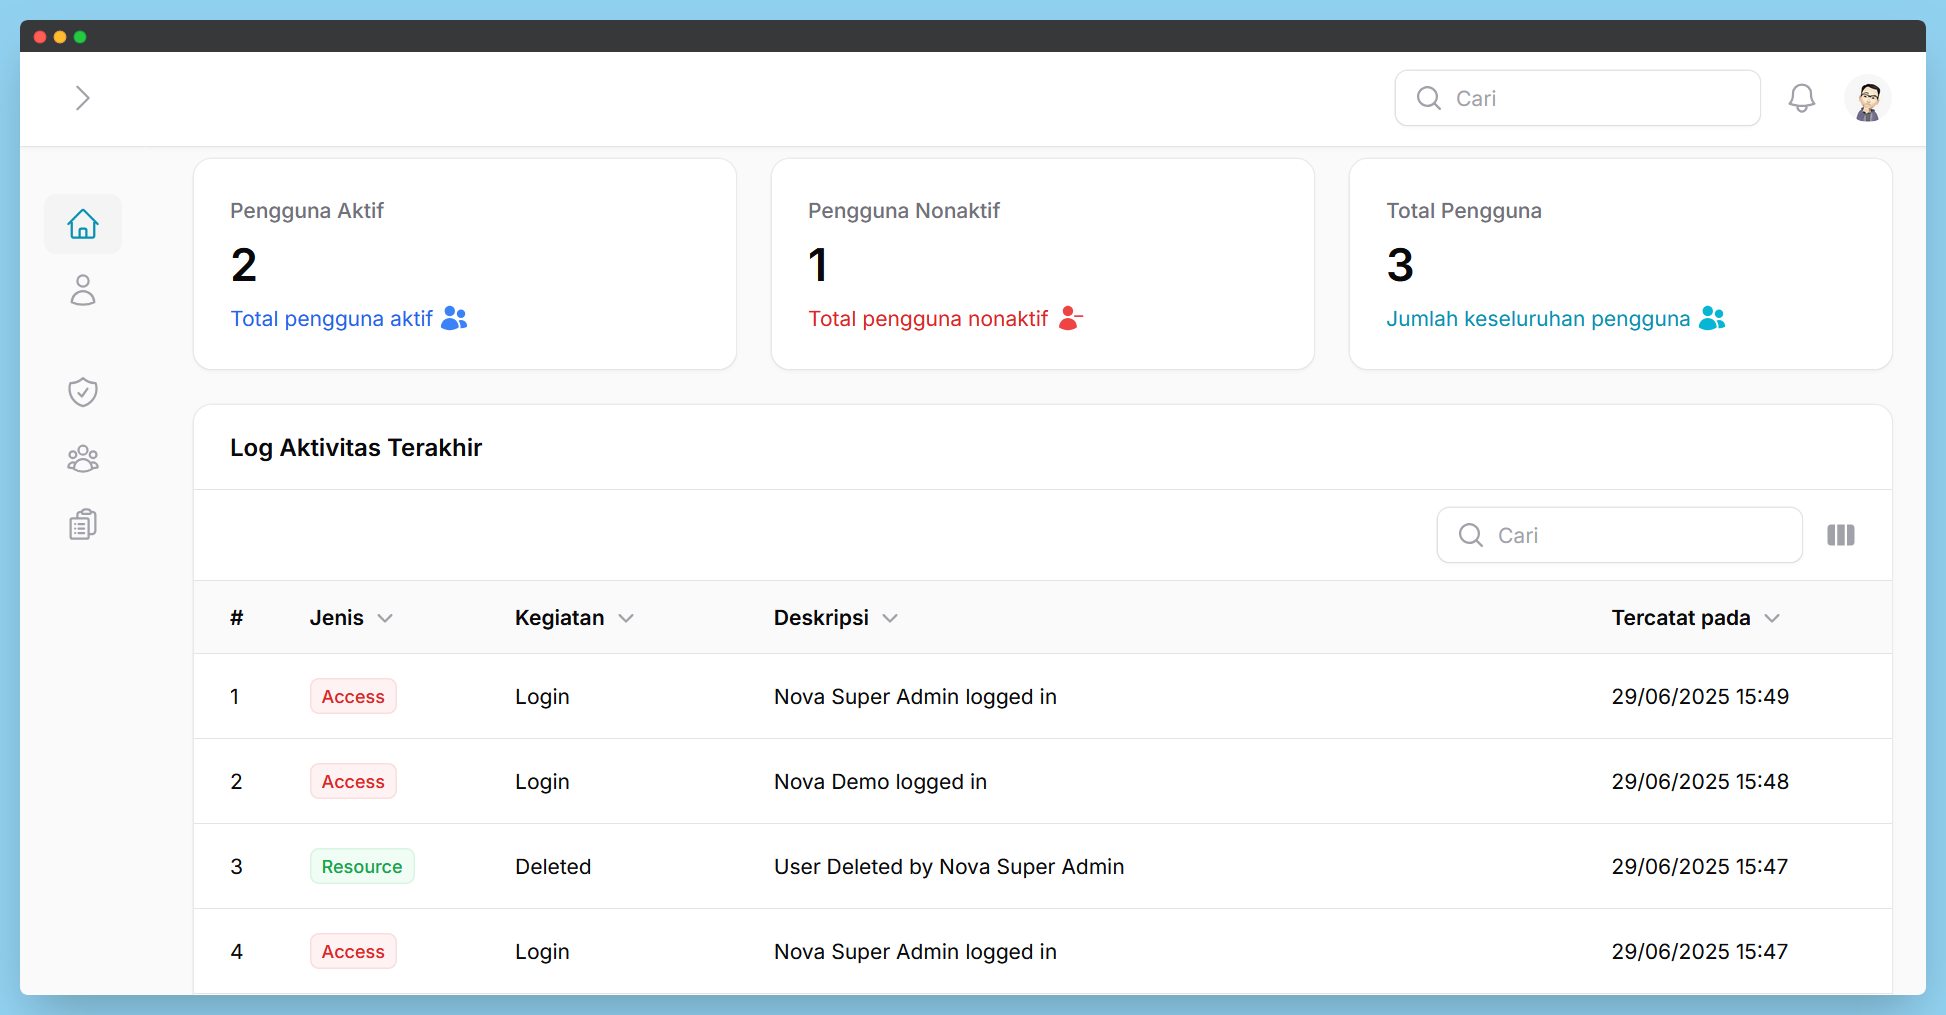 Cari
Pengguna Aktif
2
Total pengguna aktif
Pengguna Nonaktif
1
Total pengguna nonaktif
Total Pengguna
3
Jumlah keseluruhan pengguna
Log Aktivitas Terakhir
Cari
# Jenis Kegiatan Deskripsi Tercatat pada
1 Access Login Nova Super Admin logged in 29/06/2025 15:49
2 Access Login Nova Demo logged in 29/06/2025 15:48
3 Resource Deleted User Deleted by Nova Super Admin 29/06/2025 15:47
4 Access Login Nova Super Admin logged in 29/06/2025 15:47